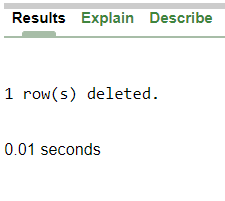 Results Explain Describe
1 row(s) deleted.
0.01 seconds